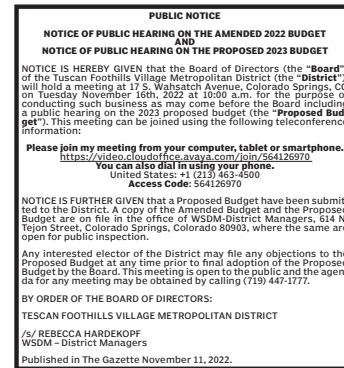 PUBLIC NOTICE
NOTICE OF PUBLIC HEARING ON THE AMENDED 2022 BUDGET
AND
NOTICE OF PUBLIC HEARING ON THE PROPOSED 2023 BUDGET
NOTICE IS HEREBY GIVEN that the Board of Directors (the “Board”)
of the Tuscan Foothills Village Metropolitan District (the “District”)
will hold a meeting at 17 S. Wahsatch Avenue, Colorado Springs, CO
on Tuesday November 16th, 2022 at 10:00 a.m. for the purpose o
conducting such business as may come before the Board including
a public hearing on the 2023 proposed budget (the “Proposed Bud
get”). This meeting can be joined using the following teleconference
information:
Please join my meeting from your computer, tablet or smartphone.
https://video.cloudoffice.avaya.com/join/564126970
You can also dial in using your phone.
United States: +1 (213) 463-4500
Access Code: 564126970
NOTICE IS FURTHER GIVEN that a Proposed Budget have been submit
ted to the District. A copy of the Amended Budget and the Proposed
Budget are on file in the office of WSDM-District Managers, 614 N
Tejon Street, Colorado Springs, Colorado 80903, where the same are
open for public inspection.
Any interested elector of the District may file any objections to the
Proposed Budget at any time prior to final adoption of the Proposed
Budget by the Board. This meeting is open to the public and the agen
da for any meeting may be obtained by calling (719) 447-1777.
BY ORDER OF THE BOARD OF DIRECTORS:
TESCAN FOOTHILLS VILLAGE METROPOLITAN DISTRICT
/s/ REBECCA HARDEKOPF
WSDM – District Managers
Published in The Gazette November 11, 2022.